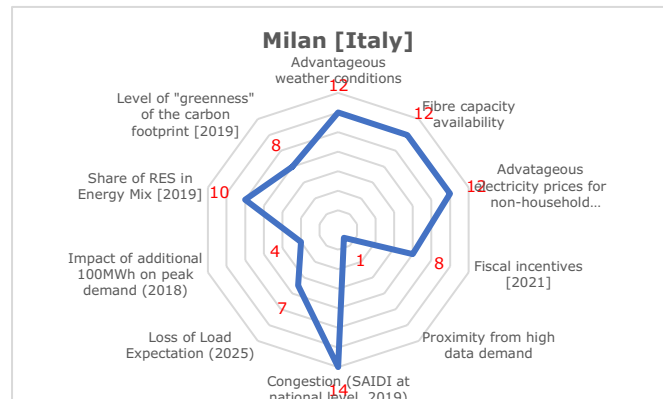 Milan [Italy]
Advantageous
weather conditions
12
Fibre capacity
availability
12
Advatageous
electricity prices for
non-household...
12
Fiscal incentives
[2021]
8
Proximity from high
data demand
1
Congestion (SAIDI at
national level, 2019)
14
Loss of Load
Expectation (2025)
7
Impact of additional
100MWh on peak
demand (2018)
4
Share of RES in
Energy Mix [2019]
10
Level of "greenness"
of the carbon
footprint [2019]
8